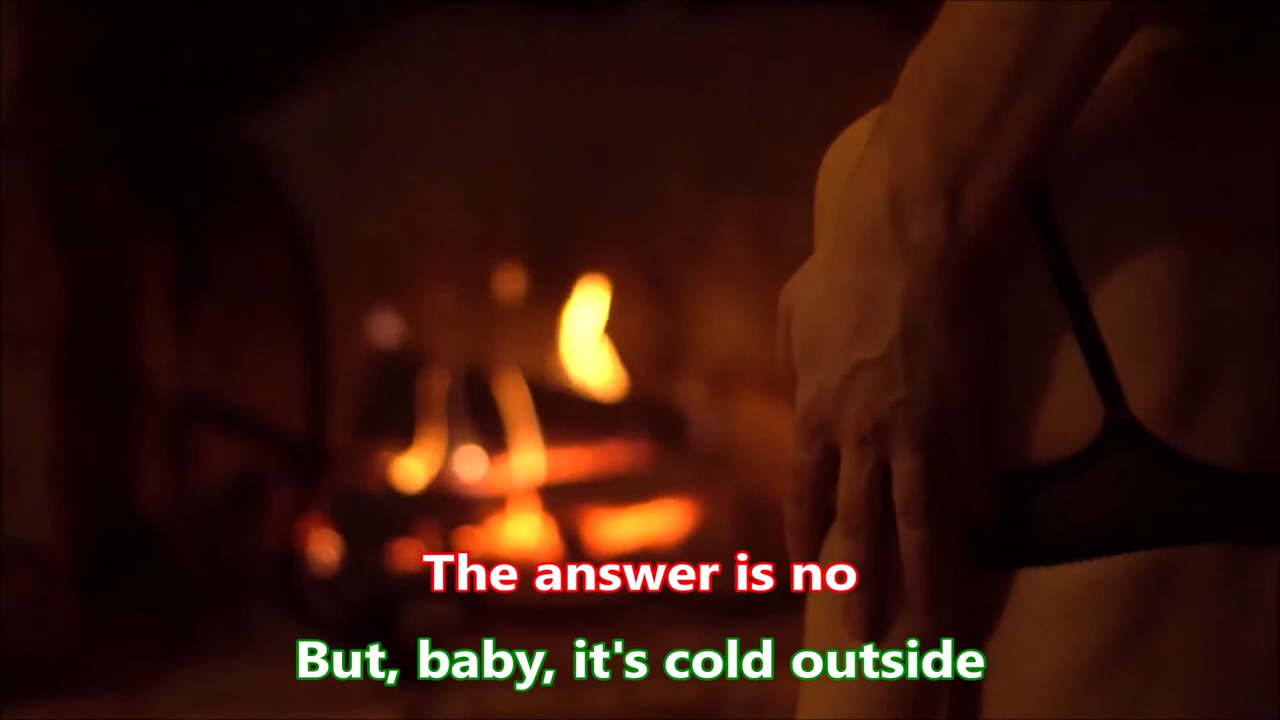 The answer is no
But, baby, it's cold outside